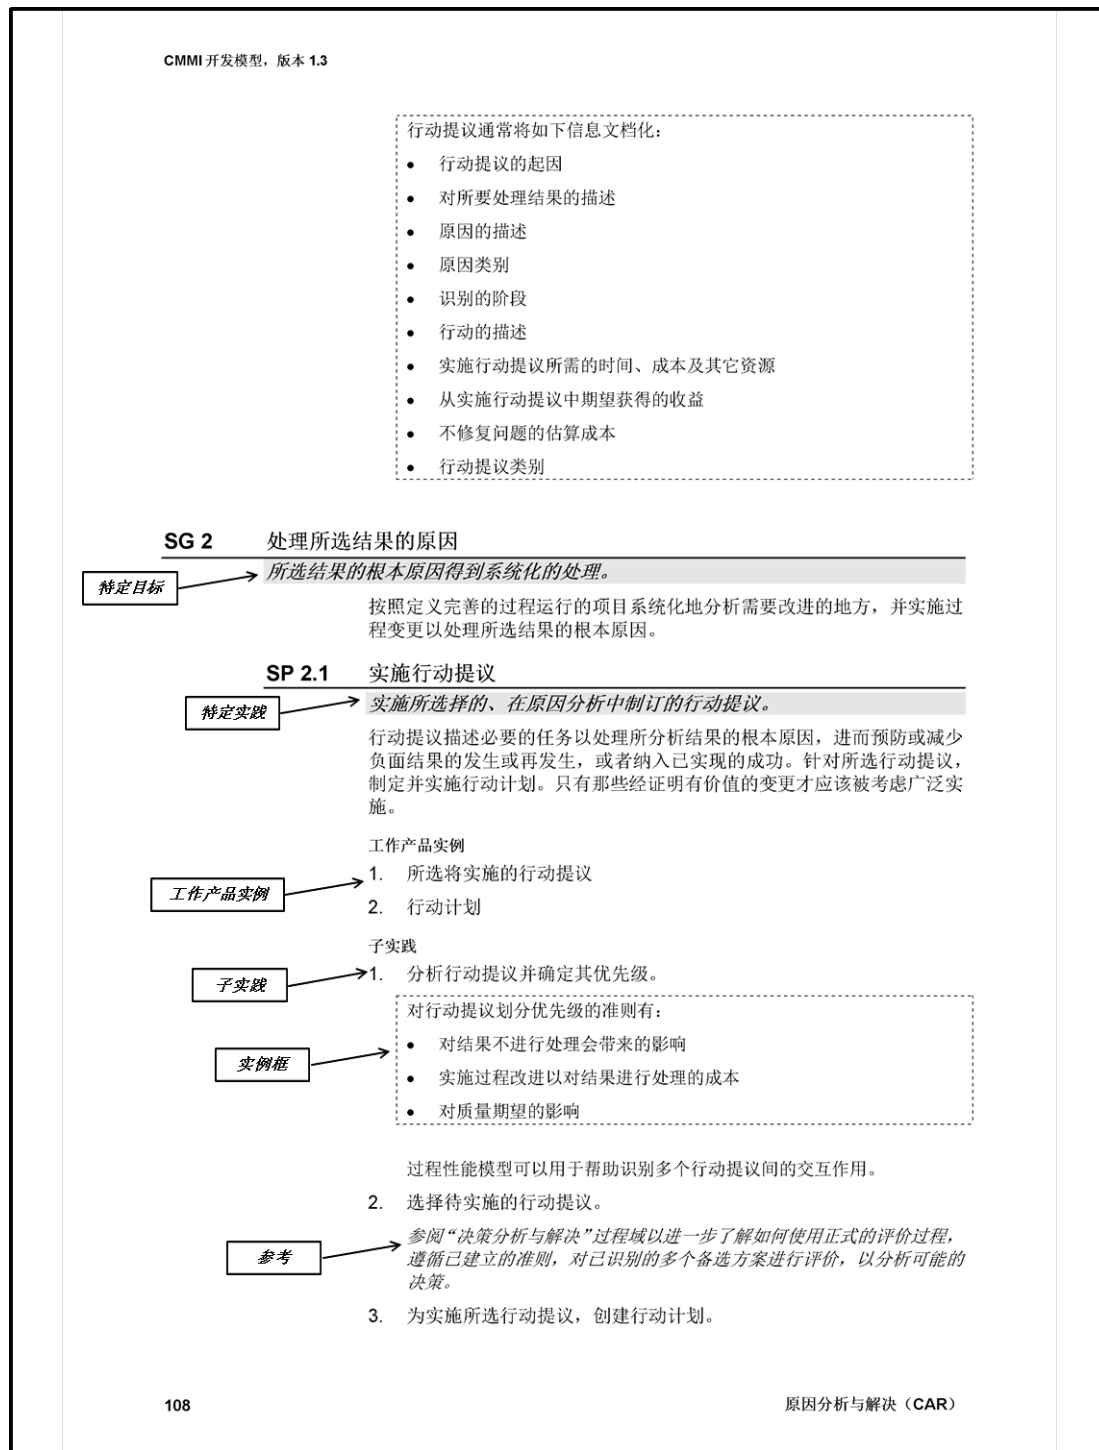 CMMI 开发模型，版本 1.3
行动提议通常将如下信息文档化：
• 行动提议的起因
• 对所要处理结果的描述
• 原因的描述
• 原因类别
• 识别的阶段
• 行动的描述
• 实施行动提议所需的时间、成本及其它资源
• 从实施行动提议中期望获得的收益
• 不修复问题的估算成本
• 行动提议类别
SG 2 处理所选结果的原因
特定目标
所选结果的根本原因得到系统化的处理。
按照定义完善的过程运行的项目系统化地分析需要改进的地方，并实施过
程变更以处理所选结果的根本原因。
SP 2.1 实施行动提议
特定实践
实施所选择的、在原因分析中制订的行动提议。
行动提议描述必要的任务以处理所分析结果的根本原因，进而预防或减少
负面结果的发生或再发生，或者纳入已实现的成功。针对所选行动提议，
制定并实施行动计划。只有那些经证明有价值的变更才应该被考虑广泛实
施。
工作产品实例
工作产品实例
1. 所选将实施的行动提议
2. 行动计划
子实践
子实践
1. 分析行动提议并确定其优先级。
对行动提议划分优先级的准则有：
实例框
• 对结果不进行处理会带来的影响
• 实施过程改进以对结果进行处理的成本
• 对质量期望的影响
过程性能模型可以用于帮助识别多个行动提议间的交互作用。
2. 选择待实施的行动提议。
参考
参阅“决策分析与解决”过程域以进一步了解如何使用正式的评价过程，
遵循已建立的准则，对已识别的多个备选方案进行评价，以分析可能的
决策。
3. 为实施所选行动提议，创建行动计划。
108 原因分析与解决（CAR）